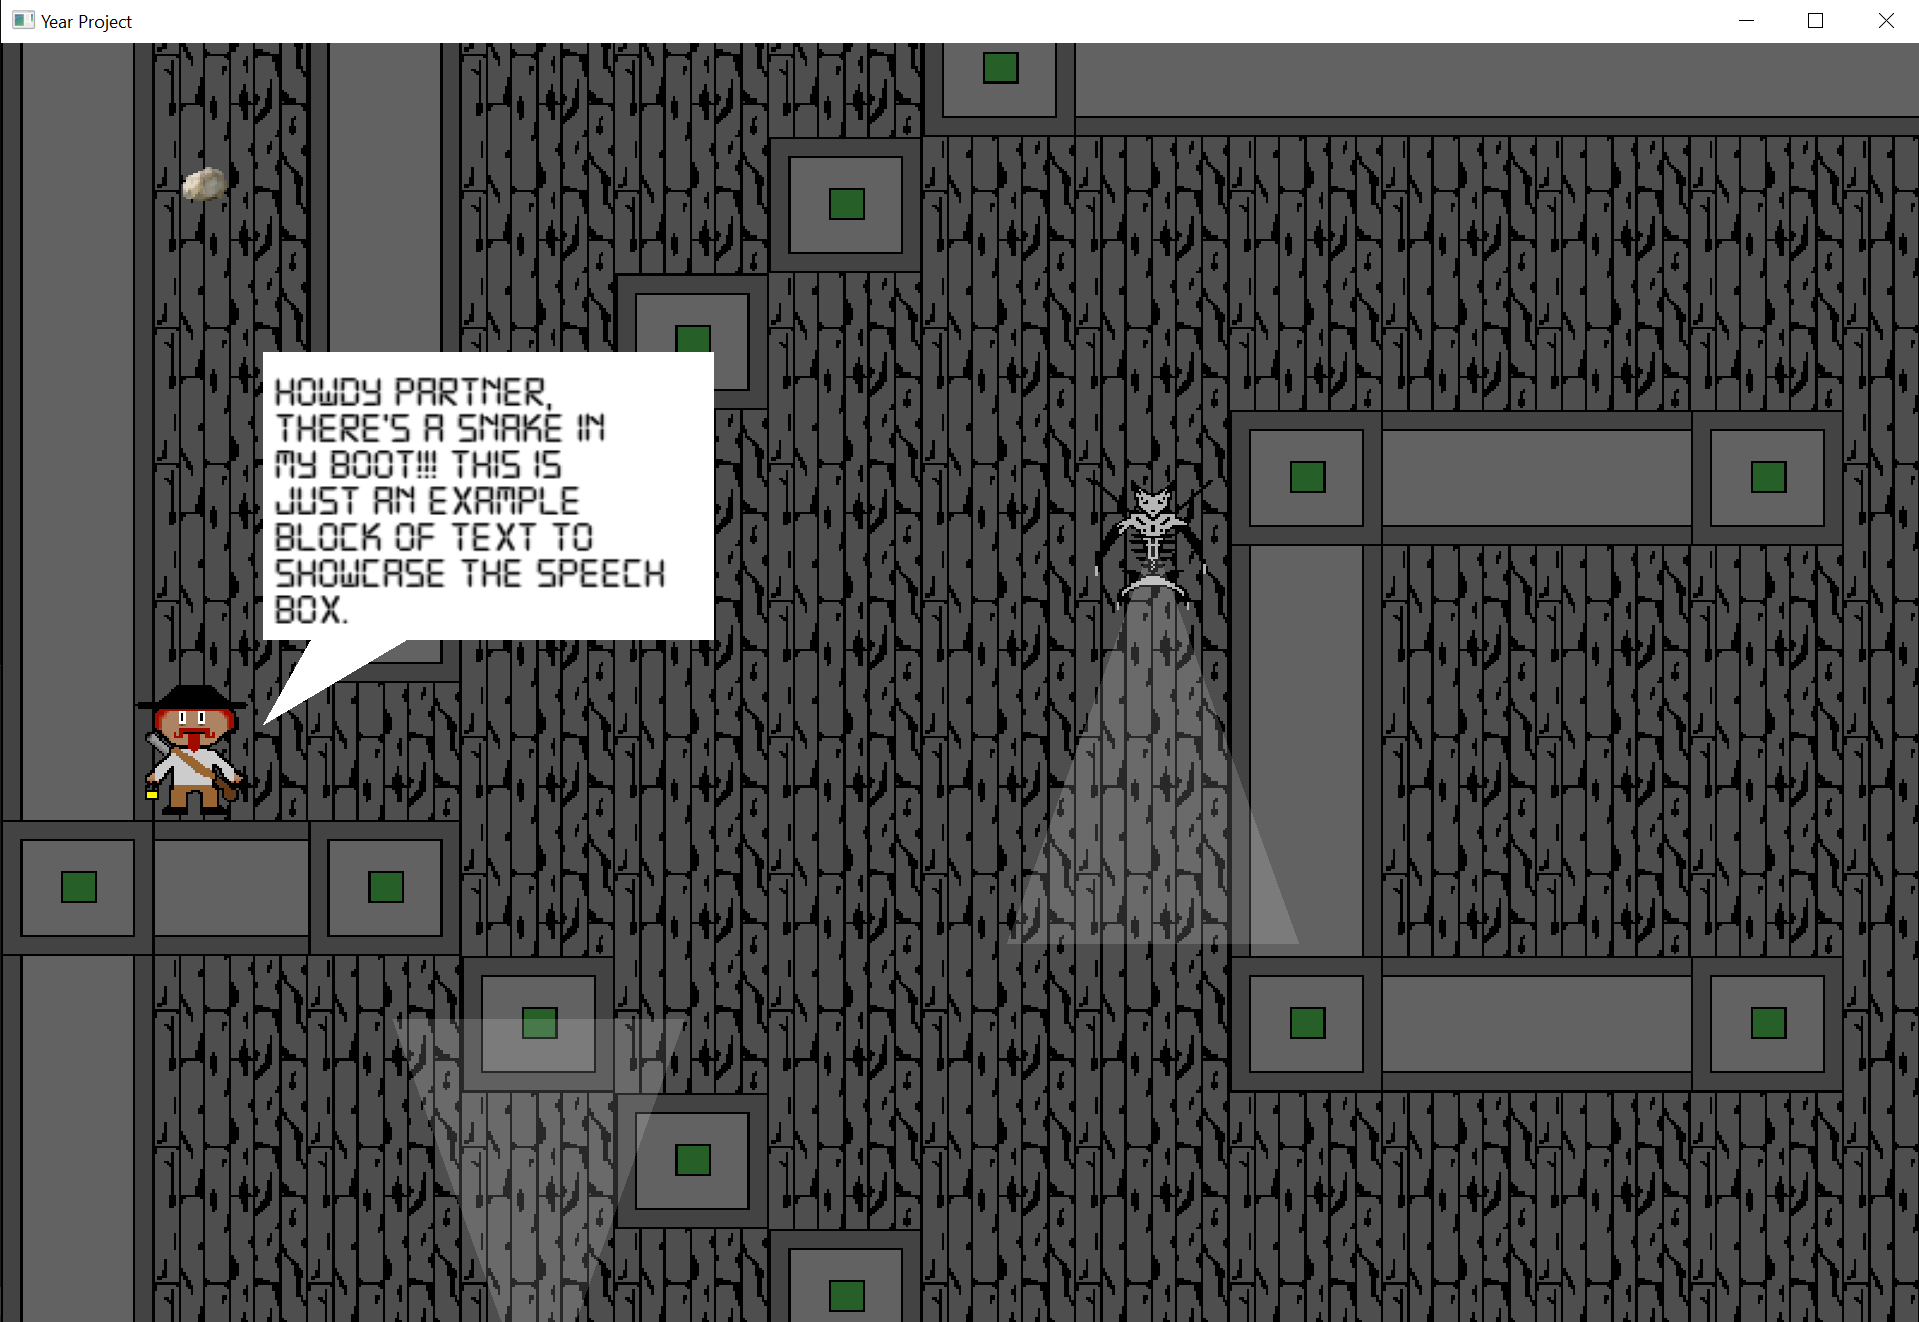 Year Project
HOWDY PARTNER,
THERE'S A SNAKE IN
MY BOOT!!! THIS IS
JUST AN EXAMPLE
BLOCK OF TEXT TO
SHOWCASE THE SPEECH
BOX.